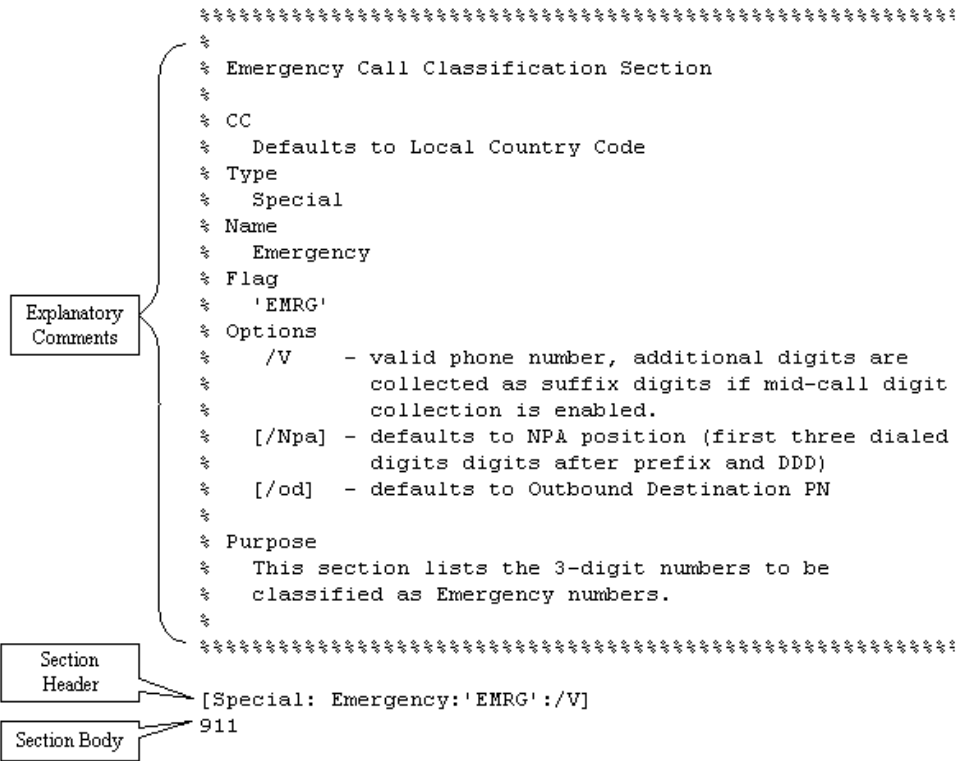 %%%%%%%%%%%%%%%%%%%%%%%%%%%%%%%%%%%%%%%%%%%%%%%%%%%%%%%%%%
%
% Emergency Call Classification Section
%
% CC
%   Defaults to Local Country Code
% Type
%   Special
% Name
%   Emergency
% Flag
%   'EMRG'
Explanatory
Comments
% Options
%    /V    - valid phone number, additional digits are
%            collected as suffix digits if mid-call digit
%            collection is enabled.
%   [/Npa] - defaults to NPA position (first three dialed
%            digits digits after prefix and DDD)
%   [/od]  - defaults to Outbound Destination PN
%
% Purpose
%   This section lists the 3-digit numbers to be
%   classified as Emergency numbers.
%
%%%%%%%%%%%%%%%%%%%%%%%%%%%%%%%%%%%%%%%%%%%%%%%%%%%%%%%%%%
Section
Header
[Special: Emergency:'EMRG':/V]
911
Section Body